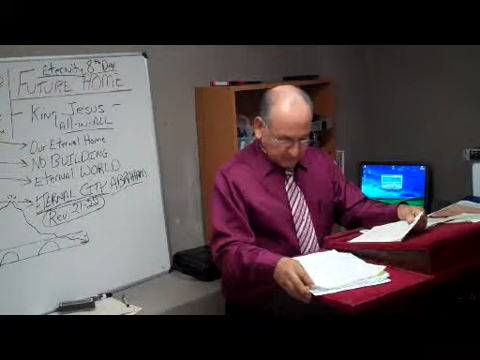 Eternity 8th Day
FUTURE HOME
King Jesus -
All-in-All
Our Eternal Home
NO BUILDING
ETERNAL WORLD
ETERNAL CITY ABRAHAM
Rev. 21-22